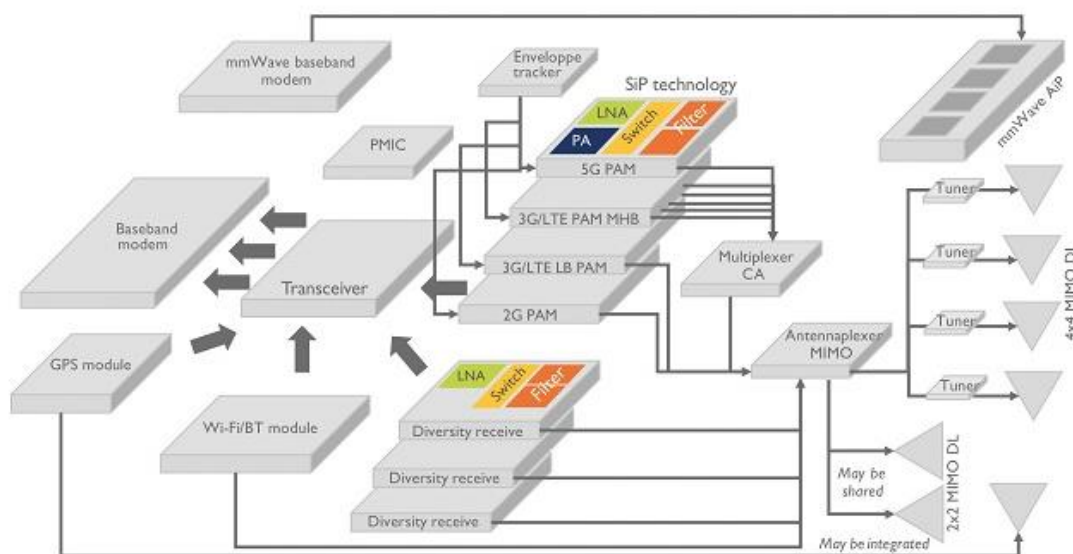 mmWave baseband
modem
Enveloppe
tracker
SiP technology
LNA
Switch
Filter
PA
mmWave AiP
PMIC
5G PAM
Baseband
modem
3G/LTE PAM MHB
Transceiver
3G/LTE LB PAM
2G PAM
Multiplexer
CA
Tuner
Tuner
Tuner
Tuner
4x4 MIMO DL
Antennaplexer
MIMO
GPS module
LNA
Switch
Filter
Wi-Fi/BT module
Diversity receive
Diversity receive
Diversity receive
May be
shared
2x2 MIMO DL
May be integrated